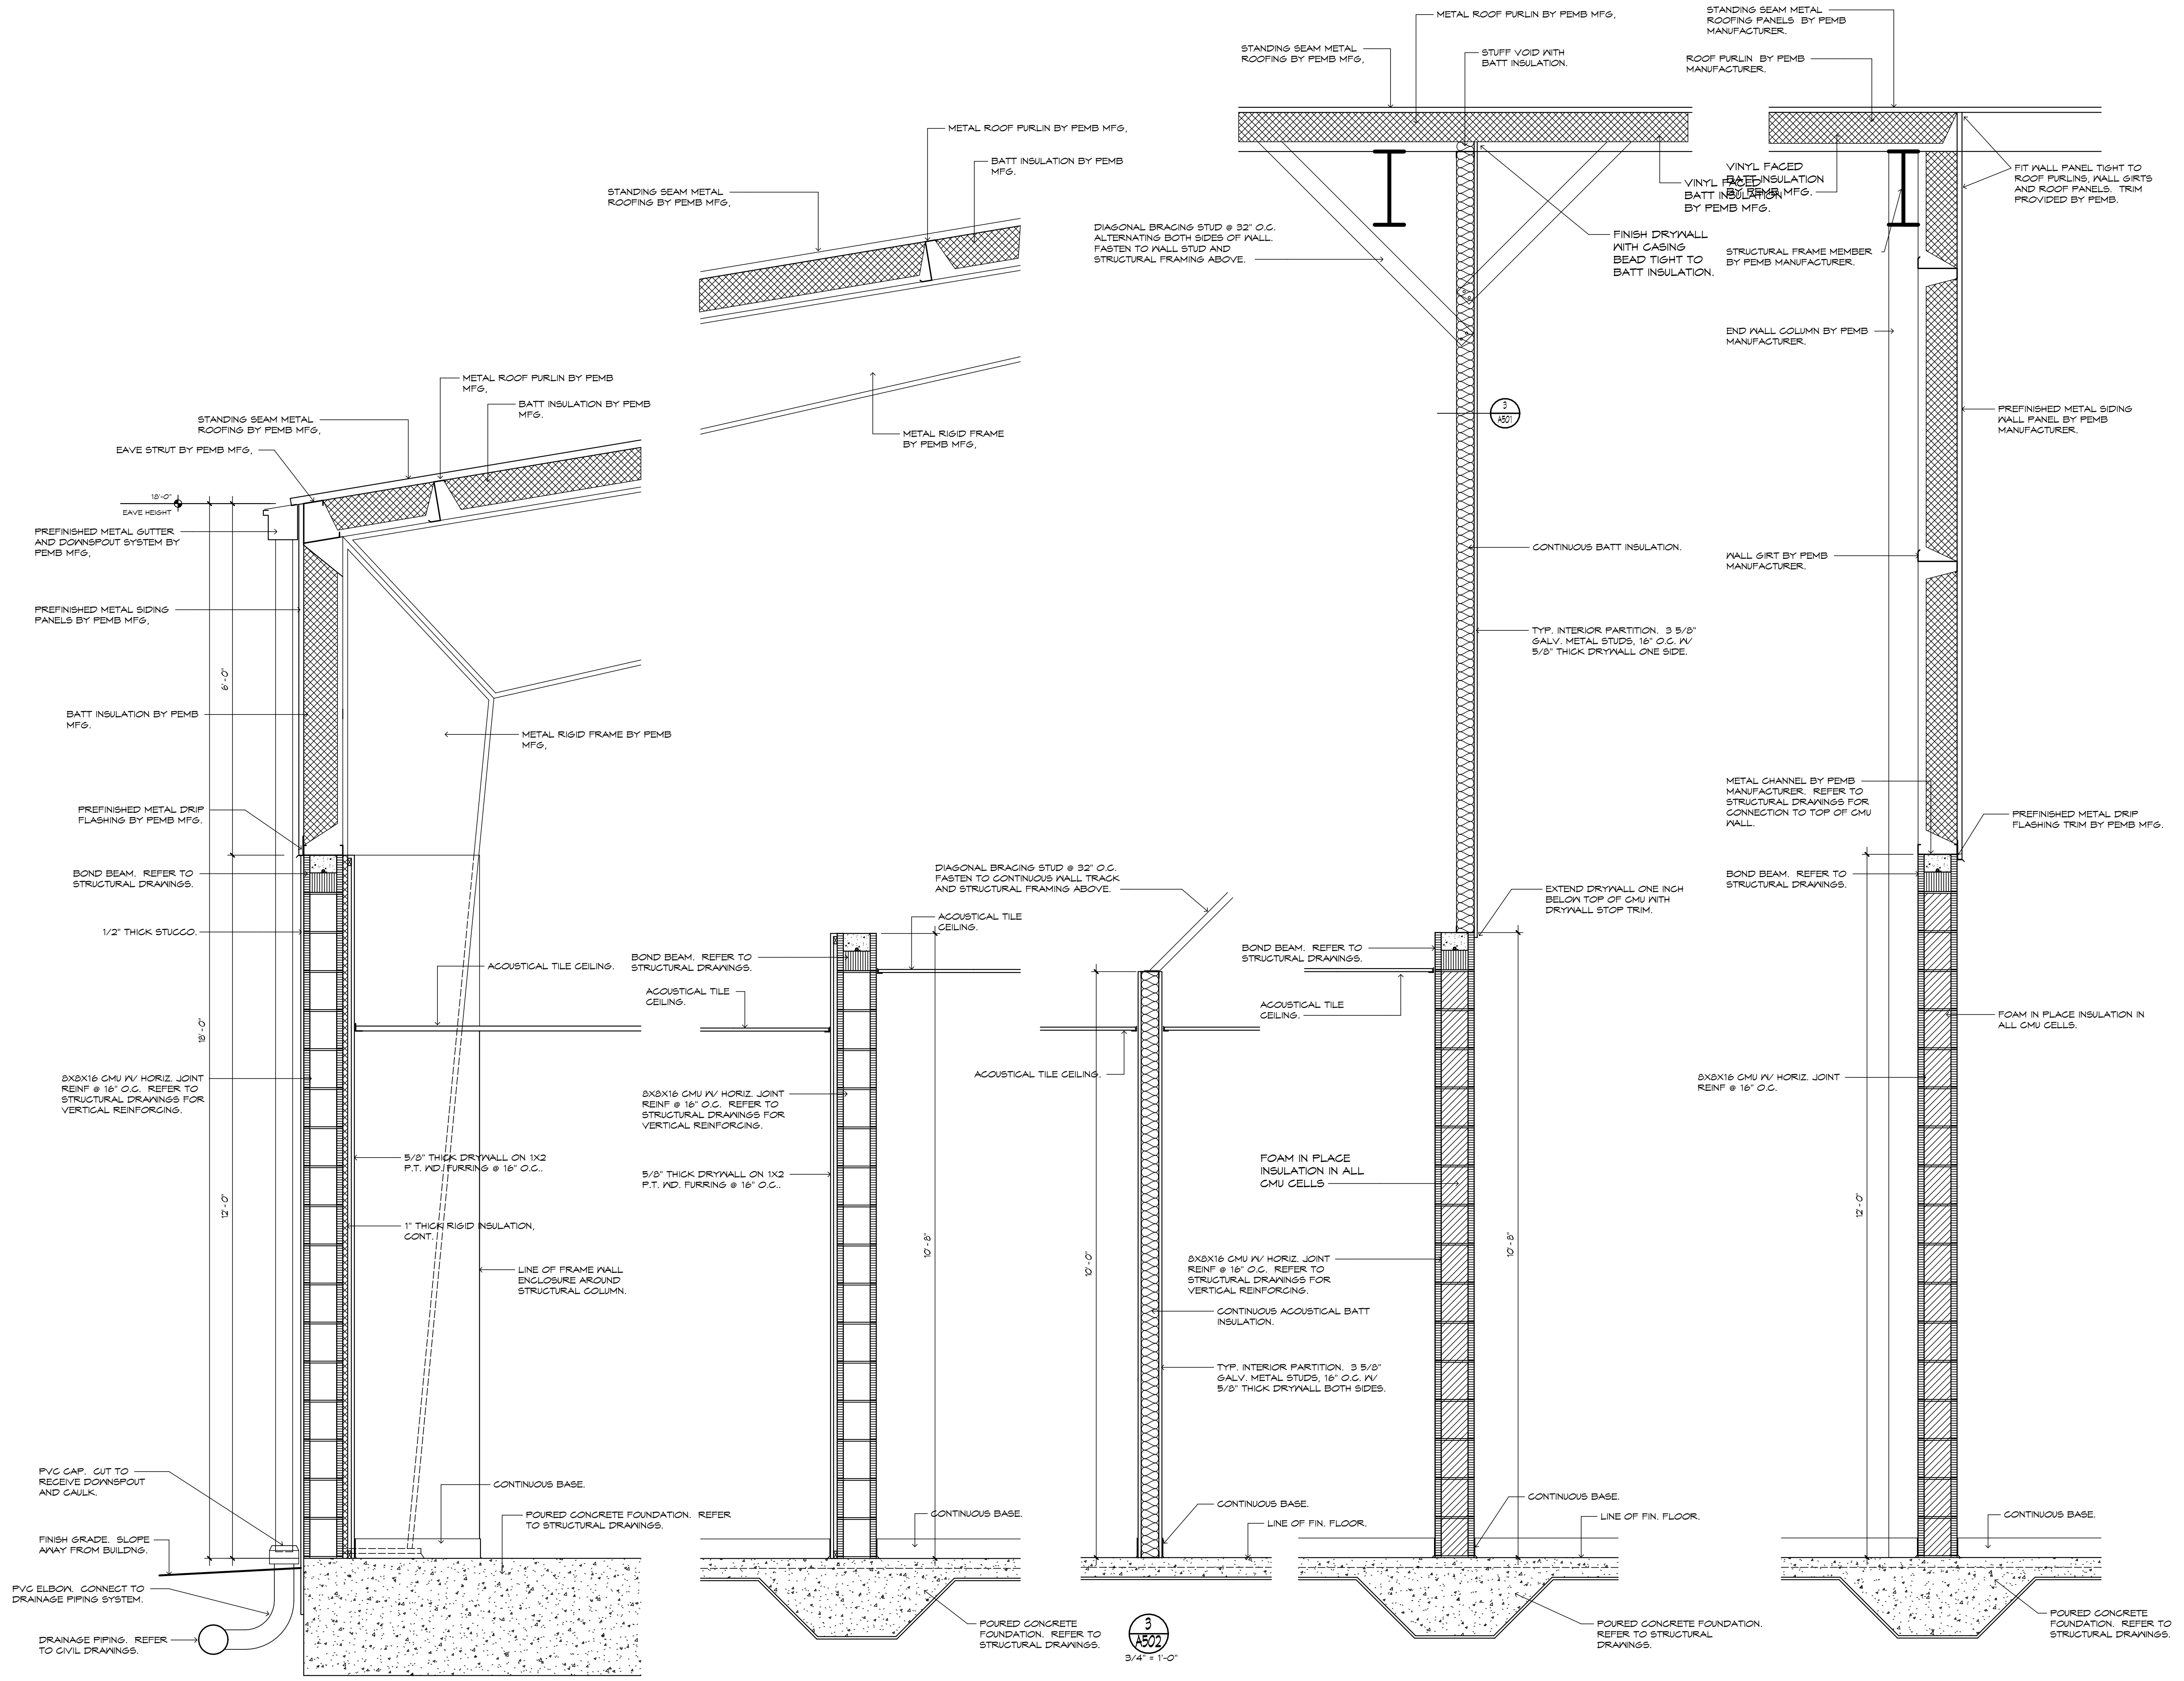 STANDING SEAM METAL
ROOFING BY PEMB MFG,
METAL ROOF PURLIN BY PEMB
MFG,
BATT INSULATION BY PEMB
MFG.
EAVE STRUT BY PEMB MFG,
18'-0"
EAVE HEIGHT
PREFINISHED METAL GUTTER
AND DOWNSPOUT SYSTEM BY
PEMB MFG,
PREFINISHED METAL SIDING
PANELS BY PEMB MFG,
6'-0"
BATT INSULATION BY PEMB
MFG.
METAL RIGID FRAME BY PEMB
MFG,
PREFINISHED METAL DRIP
FLASHING BY PEMB MFG.
BOND BEAM. REFER TO
STRUCTURAL DRAWINGS.
1/2" THICK STUCCO.
ACOUSTICAL TILE CEILING.
18'-0"
8X8X16 CMU W/ HORIZ. JOINT
REINF @ 16" O.C. REFER TO
STRUCTURAL DRAWINGS FOR
VERTICAL REINFORCING.
5/8" THICK DRYWALL ON 1X2
P.T. WD. FURRING @ 16" O.C..
12'-0"
1" THICK RIGID INSULATION,
CONT.
LINE OF FRAME WALL
ENCLOSURE AROUND
STRUCTURAL COLUMN.
PVC CAP. CUT TO
RECEIVE DOWNSPOUT
AND CAULK.
CONTINUOUS BASE.
POURED CONCRETE FOUNDATION. REFER
TO STRUCTURAL DRAWINGS.
FINISH GRADE. SLOPE
AWAY FROM BUILDNG.
PVC ELBOW. CONNECT TO
DRAINAGE PIPING SYSTEM.
DRAINAGE PIPING. REFER
TO CIVIL DRAWINGS.
METAL ROOF PURLIN BY PEMB MFG,
BATT INSULATION BY PEMB
MFG.
STANDING SEAM METAL
ROOFING BY PEMB MFG,
METAL RIGID FRAME
BY PEMB MFG,
ACOUSTICAL TILE
CEILING.
BOND BEAM. REFER TO
STRUCTURAL DRAWINGS.
ACOUSTICAL TILE
CEILING.
8X8X16 CMU W/ HORIZ. JOINT
REINF @ 16" O.C. REFER TO
STRUCTURAL DRAWINGS FOR
VERTICAL REINFORCING.
5/8" THICK DRYWALL ON 1X2
P.T. WD. FURRING @ 16" O.C..
10'-8"
CONTINUOUS BASE.
POURED CONCRETE
FOUNDATION. REFER TO
STRUCTURAL DRAWINGS.
DIAGONAL BRACING STUD @ 32" O.C.
FASTEN TO CONTINUOUS WALL TRACK
AND STRUCTURAL FRAMING ABOVE.
ACOUSTICAL TILE CEILING.
10'-0"
CONTINUOUS ACOUSTICAL BATT
INSULATION.
TYP. INTERIOR PARTITION. 3 5/8"
GALV. METAL STUDS, 16" O.C. W/
5/8" THICK DRYWALL BOTH SIDES.
CONTINUOUS BASE.
LINE OF FIN. FLOOR.
3
A502
3/4" = 1'-0"
METAL ROOF PURLIN BY PEMB MFG,
STANDING SEAM METAL
ROOFING BY PEMB MFG,
STUFF VOID WITH
BATT INSULATION.
VINYL FACED
BATT INSULATION
BY PEMB MFG.
DIAGONAL BRACING STUD @ 32" O.C.
ALTERNATING BOTH SIDES OF WALL.
FASTEN TO WALL STUD AND
STRUCTURAL FRAMING ABOVE.
FINISH DRYWALL
WITH CASING
BEAD TIGHT TO
BATT INSULATION.
3
A501
CONTINUOUS BATT INSULATION.
TYP. INTERIOR PARTITION. 3 5/8"
GALV. METAL STUDS, 16" O.C. W/
5/8" THICK DRYWALL ONE SIDE.
EXTEND DRYWALL ONE INCH
BELOW TOP OF CMU WITH
DRYWALL STOP TRIM.
BOND BEAM. REFER TO
STRUCTURAL DRAWINGS.
ACOUSTICAL TILE
CEILING.
FOAM IN PLACE
INSULATION IN ALL
CMU CELLS
10'-8"
8X8X16 CMU W/ HORIZ. JOINT
REINF @ 16" O.C. REFER TO
STRUCTURAL DRAWINGS FOR
VERTICAL REINFORCING.
CONTINUOUS BASE.
LINE OF FIN. FLOOR.
POURED CONCRETE FOUNDATION.
REFER TO STRUCTURAL
DRAWINGS.
STANDING SEAM METAL
ROOFING PANELS BY PEMB
MANUFACTURER.
ROOF PURLIN BY PEMB
MANUFACTURER.
VINYL FACED
BATT INSULATION
BY PEMB MFG.
FIT WALL PANEL TIGHT TO
ROOF PURLINS, WALL GIRTS
AND ROOF PANELS. TRIM
PROVIDED BY PEMB.
STRUCTURAL FRAME MEMBER
BY PEMB MANUFACTURER.
END WALL COLUMN BY PEMB
MANUFACTURER.
PREFINISHED METAL SIDING
WALL PANEL BY PEMB
MANUFACTURER.
WALL GIRT BY PEMB
MANUFACTURER.
METAL CHANNEL BY PEMB
MANUFACTURER. REFER TO
STRUCTURAL DRAWINGS FOR
CONNECTION TO TOP OF CMU
WALL.
PREFINISHED METAL DRIP
FLASHING TRIM BY PEMB MFG.
BOND BEAM. REFER TO
STRUCTURAL DRAWINGS.
FOAM IN PLACE INSULATION IN
ALL CMU CELLS.
8X8X16 CMU W/ HORIZ. JOINT
REINF @ 16" O.C.
12'-0"
CONTINUOUS BASE.
POURED CONCRETE
FOUNDATION. REFER TO
STRUCTURAL DRAWINGS.